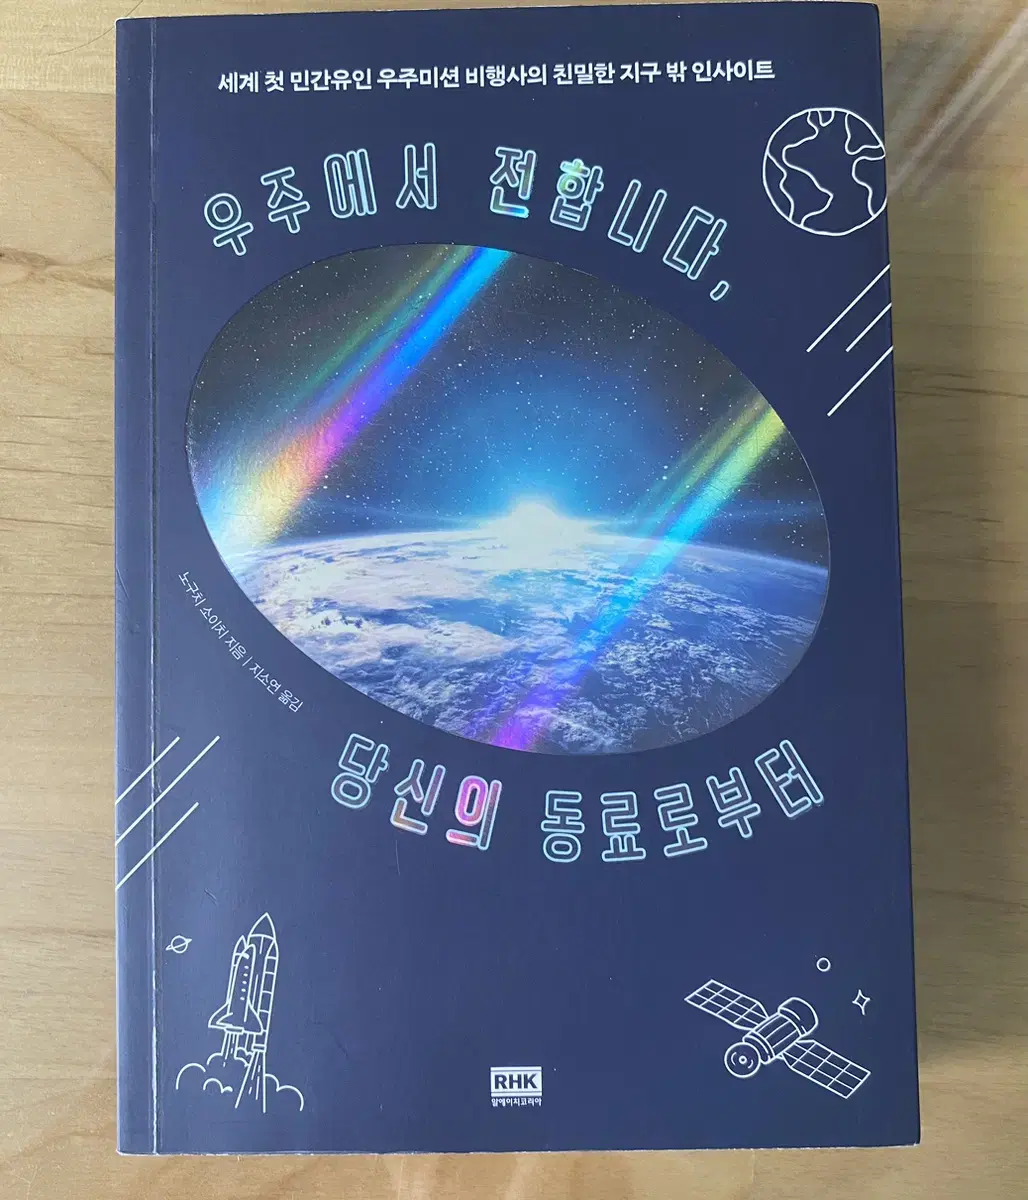 세계 첫 민간유인 우주미션 비행사의 친밀한 지구 밖 인사이트
우주에서 전합니다,
노구치 소이치 지음 | 지소연 옮김
당신의 동료로부터
RHK
알에이치코리아